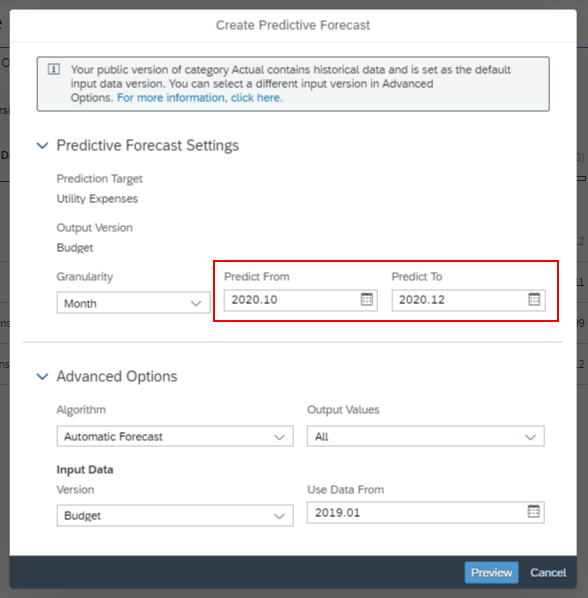 Create Predictive Forecast
Your public version of category Actual contains historical data and is set as the default
input data version. You can select a different input version in Advanced
Options. For more information, click here.
Predictive Forecast Settings
Prediction Target
Utility Expenses
Output Version
Budget
Granularity Predict From Predict To
Month 2020.10 2020.12
Advanced Options
Algorithm Output Values
Automatic Forecast All
Input Data
Version Use Data From
Budget 2019.01
Preview Cancel